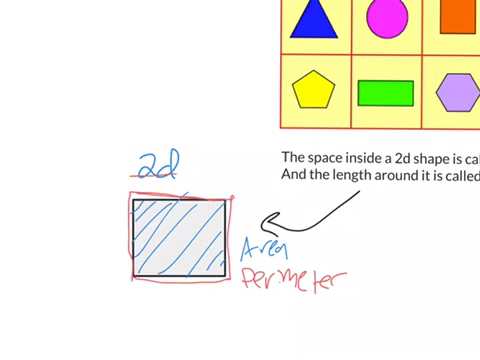 2d
The space inside a 2d shape is cal
And the length around it is called
Area
Perimeter